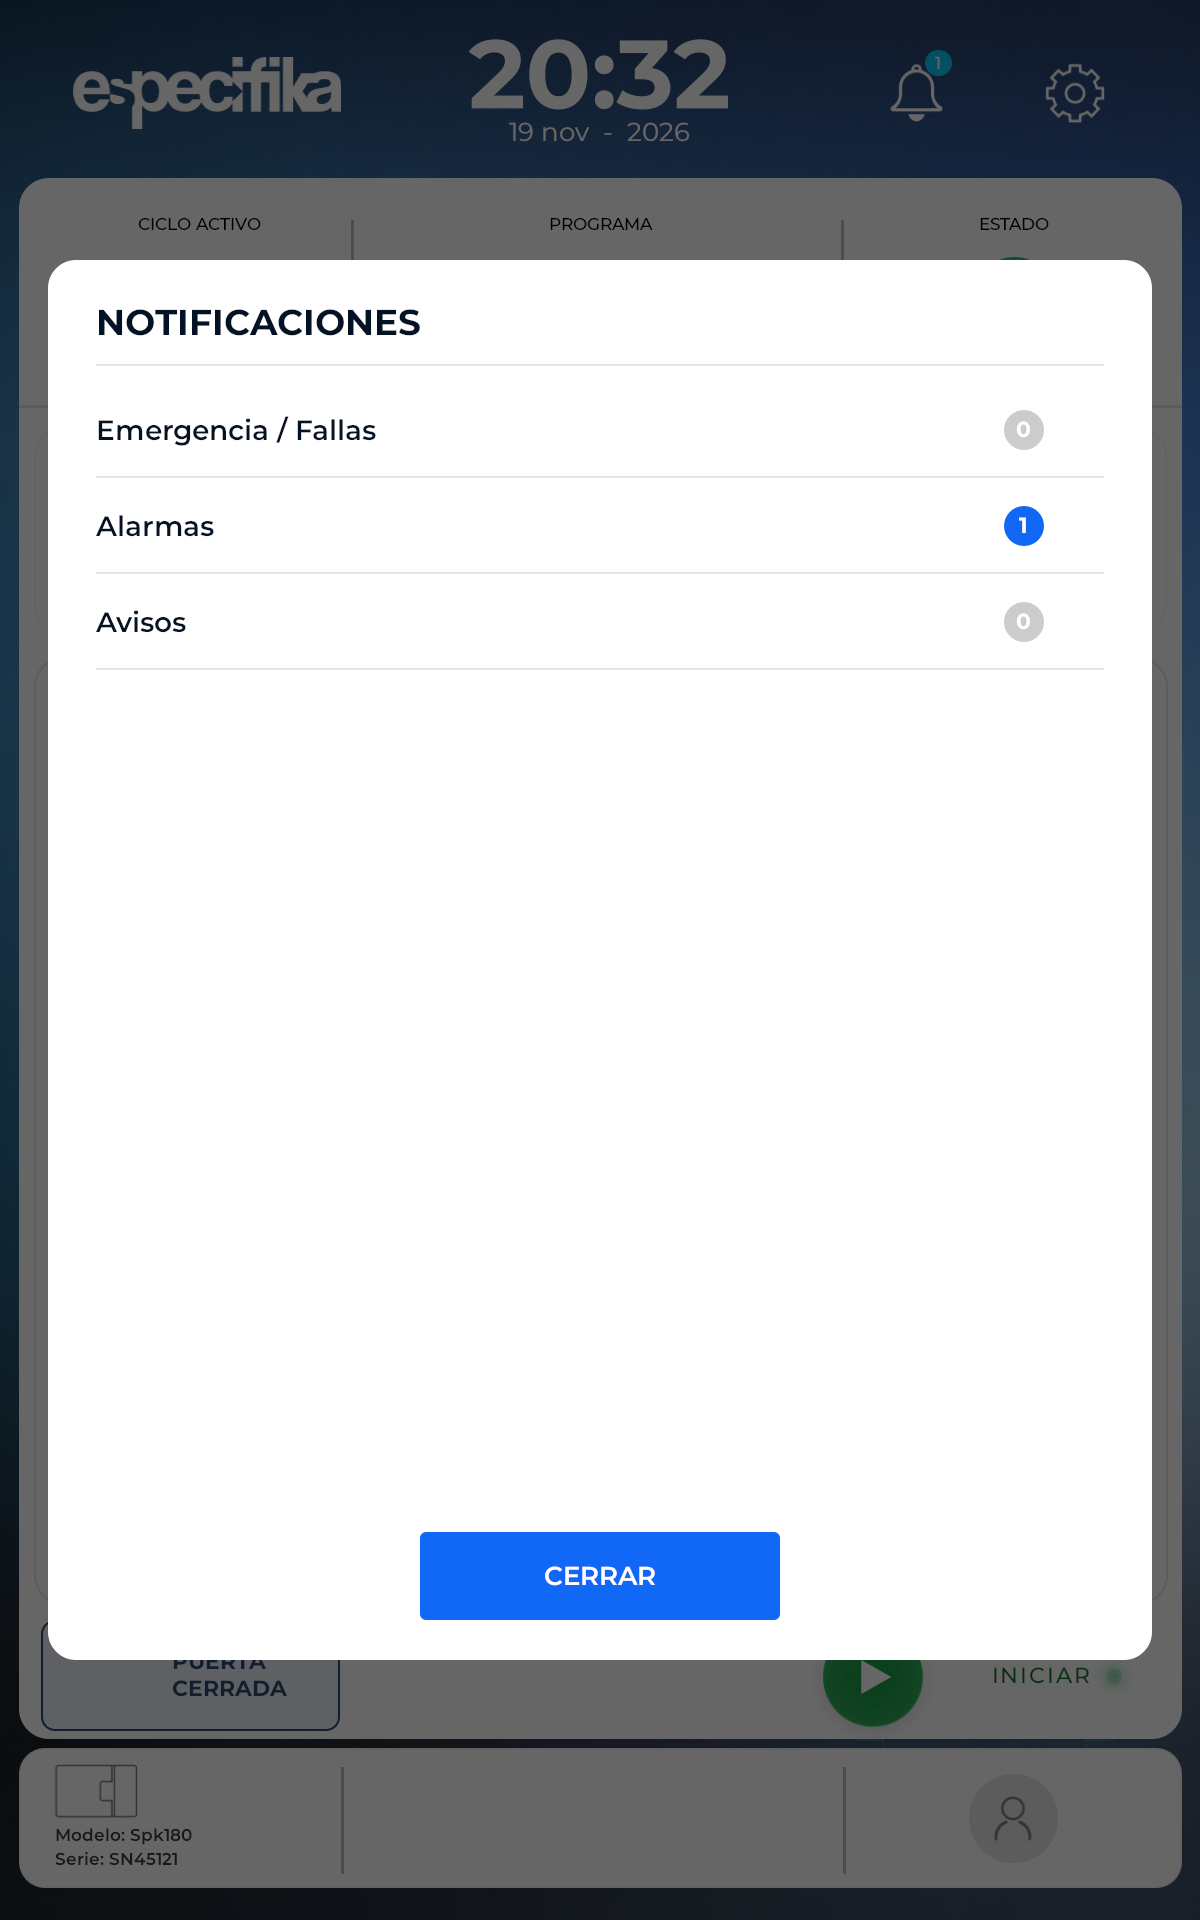 especifika
20:32
1
19 nov - 2026
CICLO ACTIVO
PROGRAMA
ESTADO
NOTIFICACIONES
Emergencia / Fallas
0
Alarmas
1
Avisos
0
CERRAR
PUERTA
CERRADA
INICIAR
Modelo: Spk180
Serie: SN45121